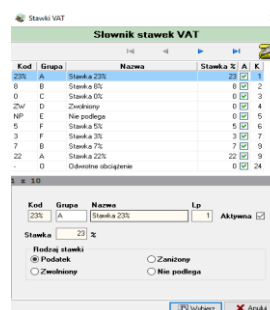 Stawki VAT
Słownik stawek VAT
Kod Grupa Nazwa Stawka % A K
23% A Stawka 23% 23 1
8 B Stawka 8% 8 2
0 C Stawka 0% 0 3
ZW D Zwolniony 0 4
NP E Nie podlega 0 5
5 F Stawka 5% 5 6
3 F Stawka 3% 3 7
7 B Stawka 7% 7 9
22 A Stawka 22% 22 9
- O Odwrotne obciążenie 0 24
1 z 10
Kod Grupa Nazwa Lp
23% A Stawka 23% 1 Aktywna
Stawka 23 %
Rodzaj stawki
Podatek Zaniżony
Zwolniony Nie podlega
Wybierz Anuluj